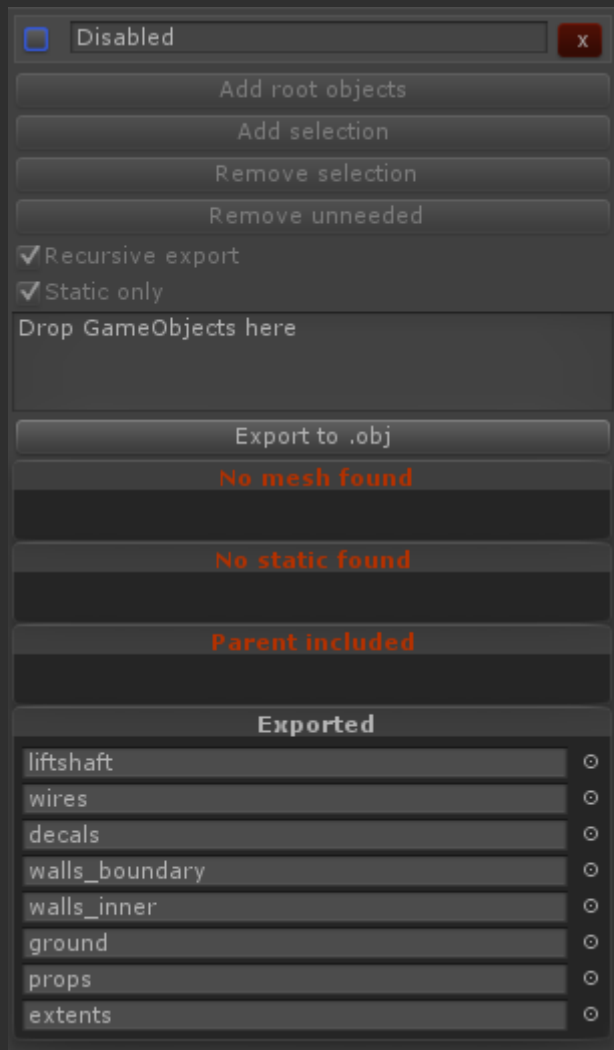 Disabled
x
Add root objects
Add selection
Remove selection
Remove unneeded
Recursive export
Static only
Drop GameObjects here
Export to .obj
No mesh found
No static found
Parent included
Exported
liftshaft
wires
decals
walls_boundary
walls_inner
ground
props
extents